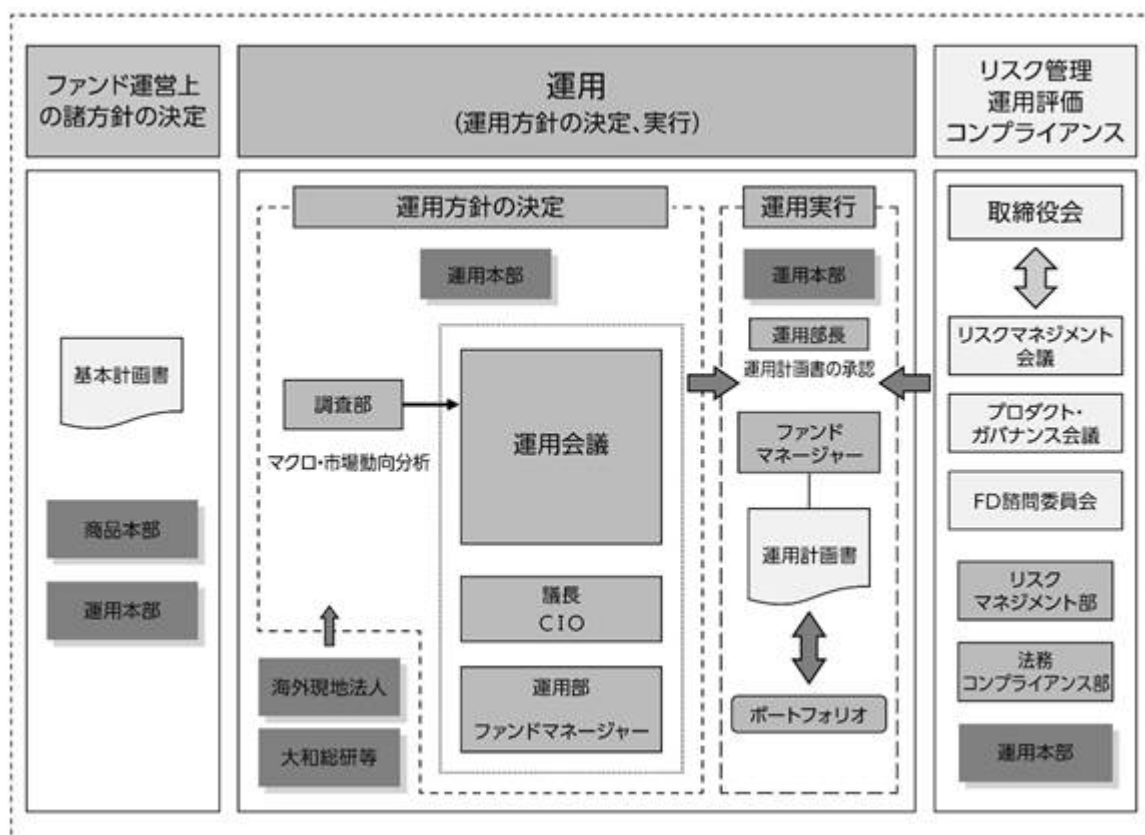 ファンド運営上
の諸方針の決定
運用
(運用方針の決定、実行)
リスク管理
運用評価
コンプライアンス
基本計画書
商品本部
運用本部
運用方針の決定
運用本部
調査部
マクロ・市場動向分析
運用会議
議長
CIO
運用部
ファンドマネージャー
海外現地法人
大和総研等
運用実行
運用本部
運用部長
運用計画書の承認
ファンド
マネージャー
運用計画書
ポートフォリオ
取締役会
リスクマネジメント
会議
プロダクト・
ガバナンス会議
FD諮問委員会
リスク
マネジメント部
法務
コンプライアンス部
運用本部